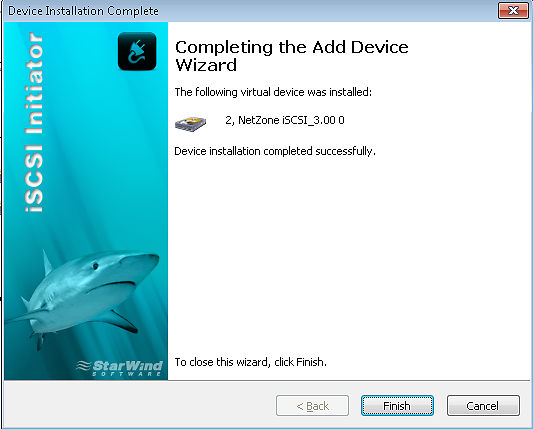 Device Installation Complete
iSCSI Initiator
Completing the Add Device
Wizard
The following virtual device was installed:
2, NetZone iSCSI_3.00 0
Device installation completed successfully.
StarWind
SOFTWARE
To close this wizard, click Finish.
< Back
Finish
Cancel